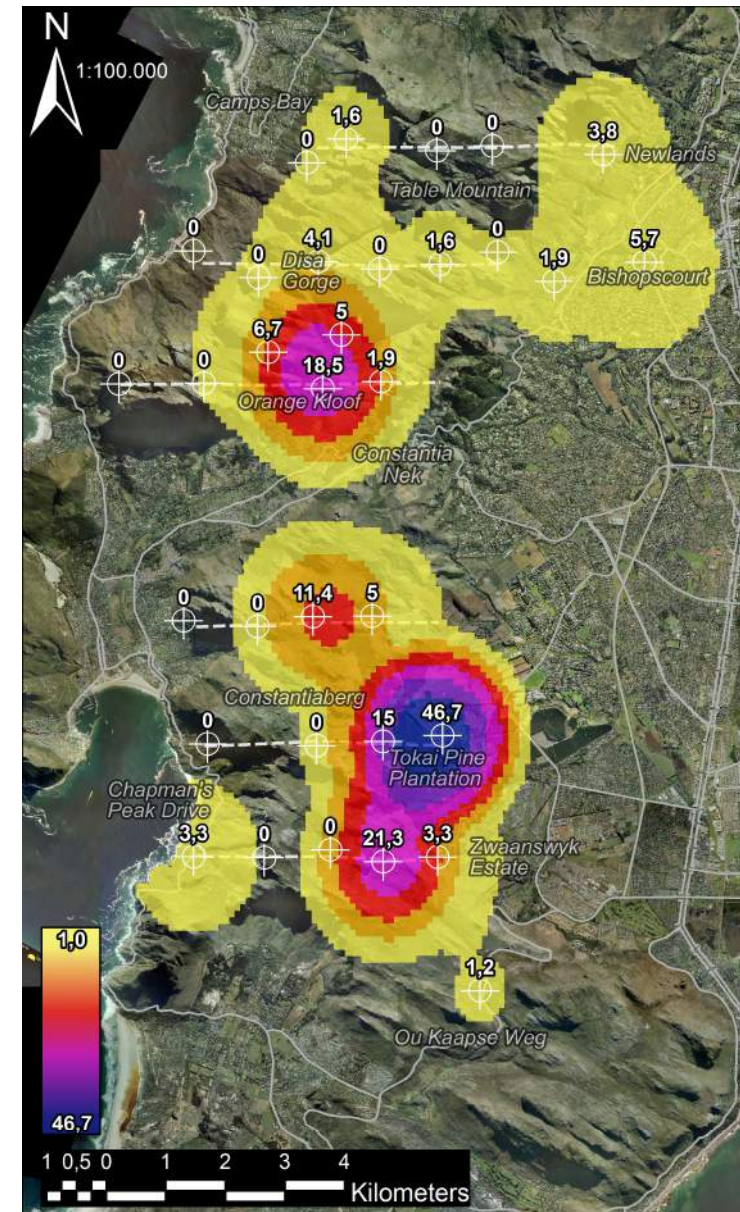 N
1:100.000
Camps Bay
1,6
0
0
0
3,8
Newlands
Table Mountain
0
0
4,1
0
1,6
0
1,9
5,7
Disa
Gorge
Bishopscourt
6,7
5
0
0
18,5
1,9
Orange Kloof
Constantia
Nek
0
0
11,4
5
Constantiaberg
0
0
15
46,7
Tokai Pine
Plantation
Chapman's
Peak Drive
3,3
0
0
21,3
3,3
Zwaanswyk
Estate
1,0
46,7
1,2
Ou Kaapse Weg
1 0,5 0 1 2 3 4
Kilometers